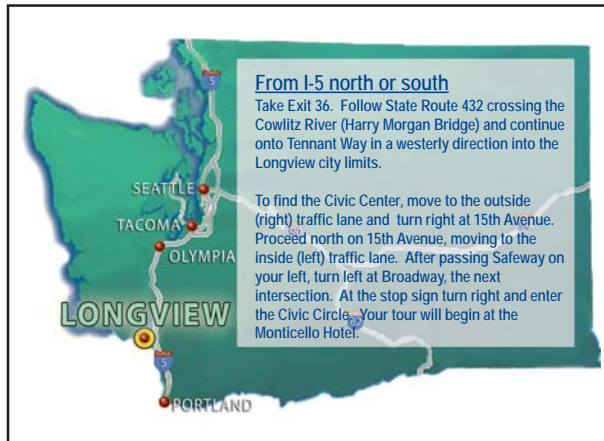 From I-5 north or south
Take Exit 36. Follow State Route 432 crossing the
Cowlitz River (Harry Morgan Bridge) and continue
onto Tennant Way in a westerly direction into the
Longview city limits.
To find the Civic Center, move to the outside
(right) traffic lane and turn right at 15th Avenue.
Proceed north on 15th Avenue, moving to the
inside (left) traffic lane. After passing Safeway on
your left, turn left at Broadway, the next
intersection. At the stop sign turn right and enter
the Civic Circle. Your tour will begin at the
Monticello Hotel.
5
SEATTLE
TACOMA
OLYMPIA
90
90
82
LONGVIEW
5
PORTLAND